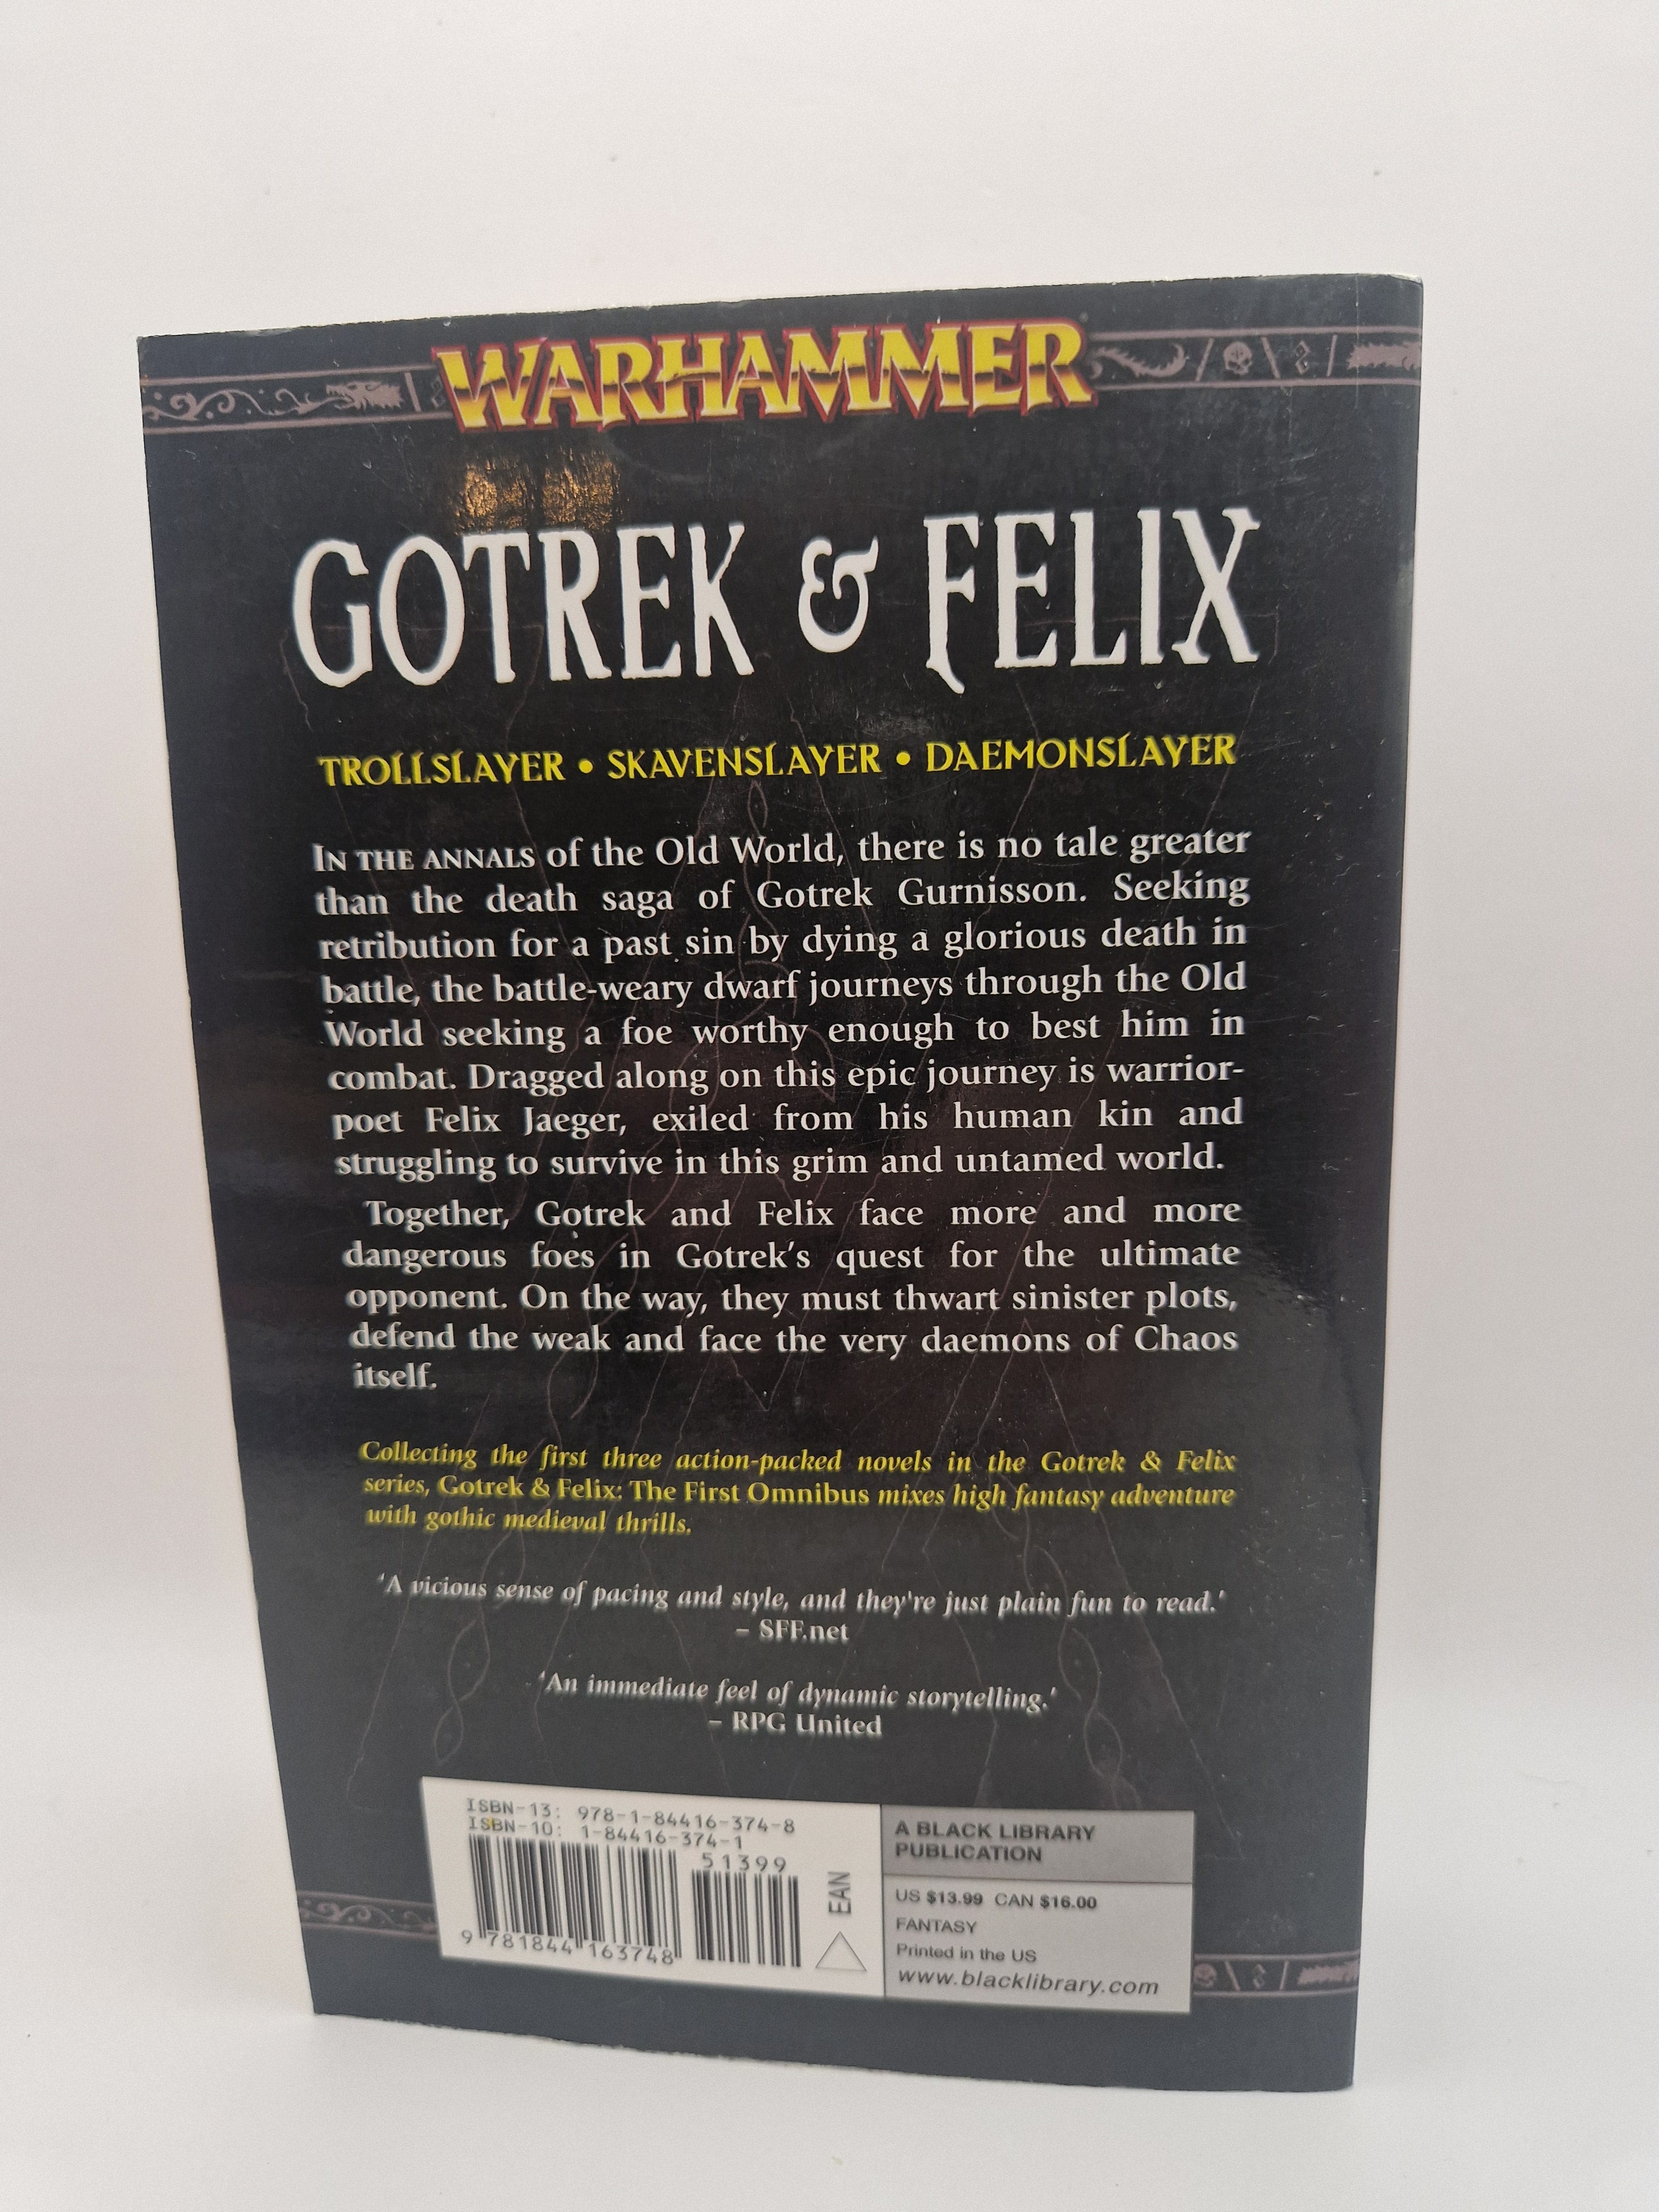 WARHAMMER
GOTREK & FELIX
TROLLSLAYER • SKAVENSLAYER • DAEMONSLAYER
IN THE ANNALS of the Old World, there is no tale greater
than the death saga of Gotrek Gurnisson. Seeking
retribution for a past sin by dying a glorious death in
battle, the battle-weary dwarf journeys through the Old
World seeking a foe worthy enough to best him in
combat. Dragged along on this epic journey is warrior-
poet Felix Jaeger, exiled from his human kin and
struggling to survive in this grim and untamed world.
Together, Gotrek and Felix face more and more
dangerous foes in Gotrek's quest for the ultimate
opponent. On the way, they must thwart sinister plots,
defend the weak and face the very daemons of Chaos
itself.
Collecting the first three action-packed novels in the Gotrek & Felix
series, Gotrek & Felix: The First Omnibus mixes high fantasy adventure
with gothic medieval thrills.
'A vicious sense of pacing and style, and they're just plain fun to read.'
– SFF.net
'An immediate feel of dynamic storytelling.'
– RPG United
ISBN-13: 978-1-84416-374-8
ISBN-10: 1-84416-374-1
51399
9 781844 163748
EAN
A BLACK LIBRARY
PUBLICATION
US $13.99 CAN $16.00
FANTASY
Printed in the US
www.blacklibrary.com